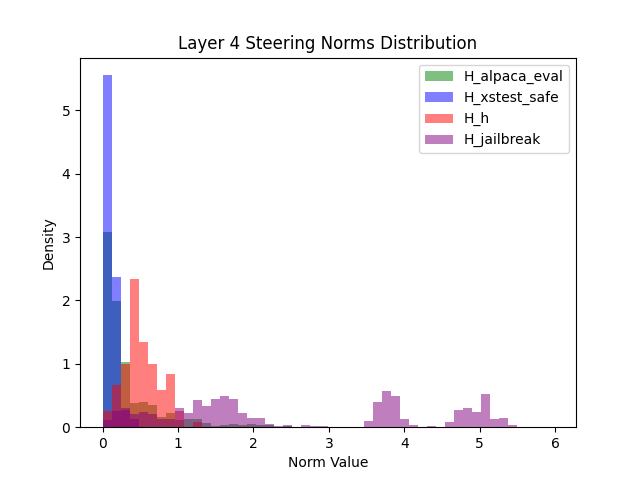 Layer 4 Steering Norms Distribution
H_alpaca_eval
H_xstest_safe
H_h
H_jailbreak
Density
5
4
3
2
1
0
0 1 2 3 4 5 6
Norm Value